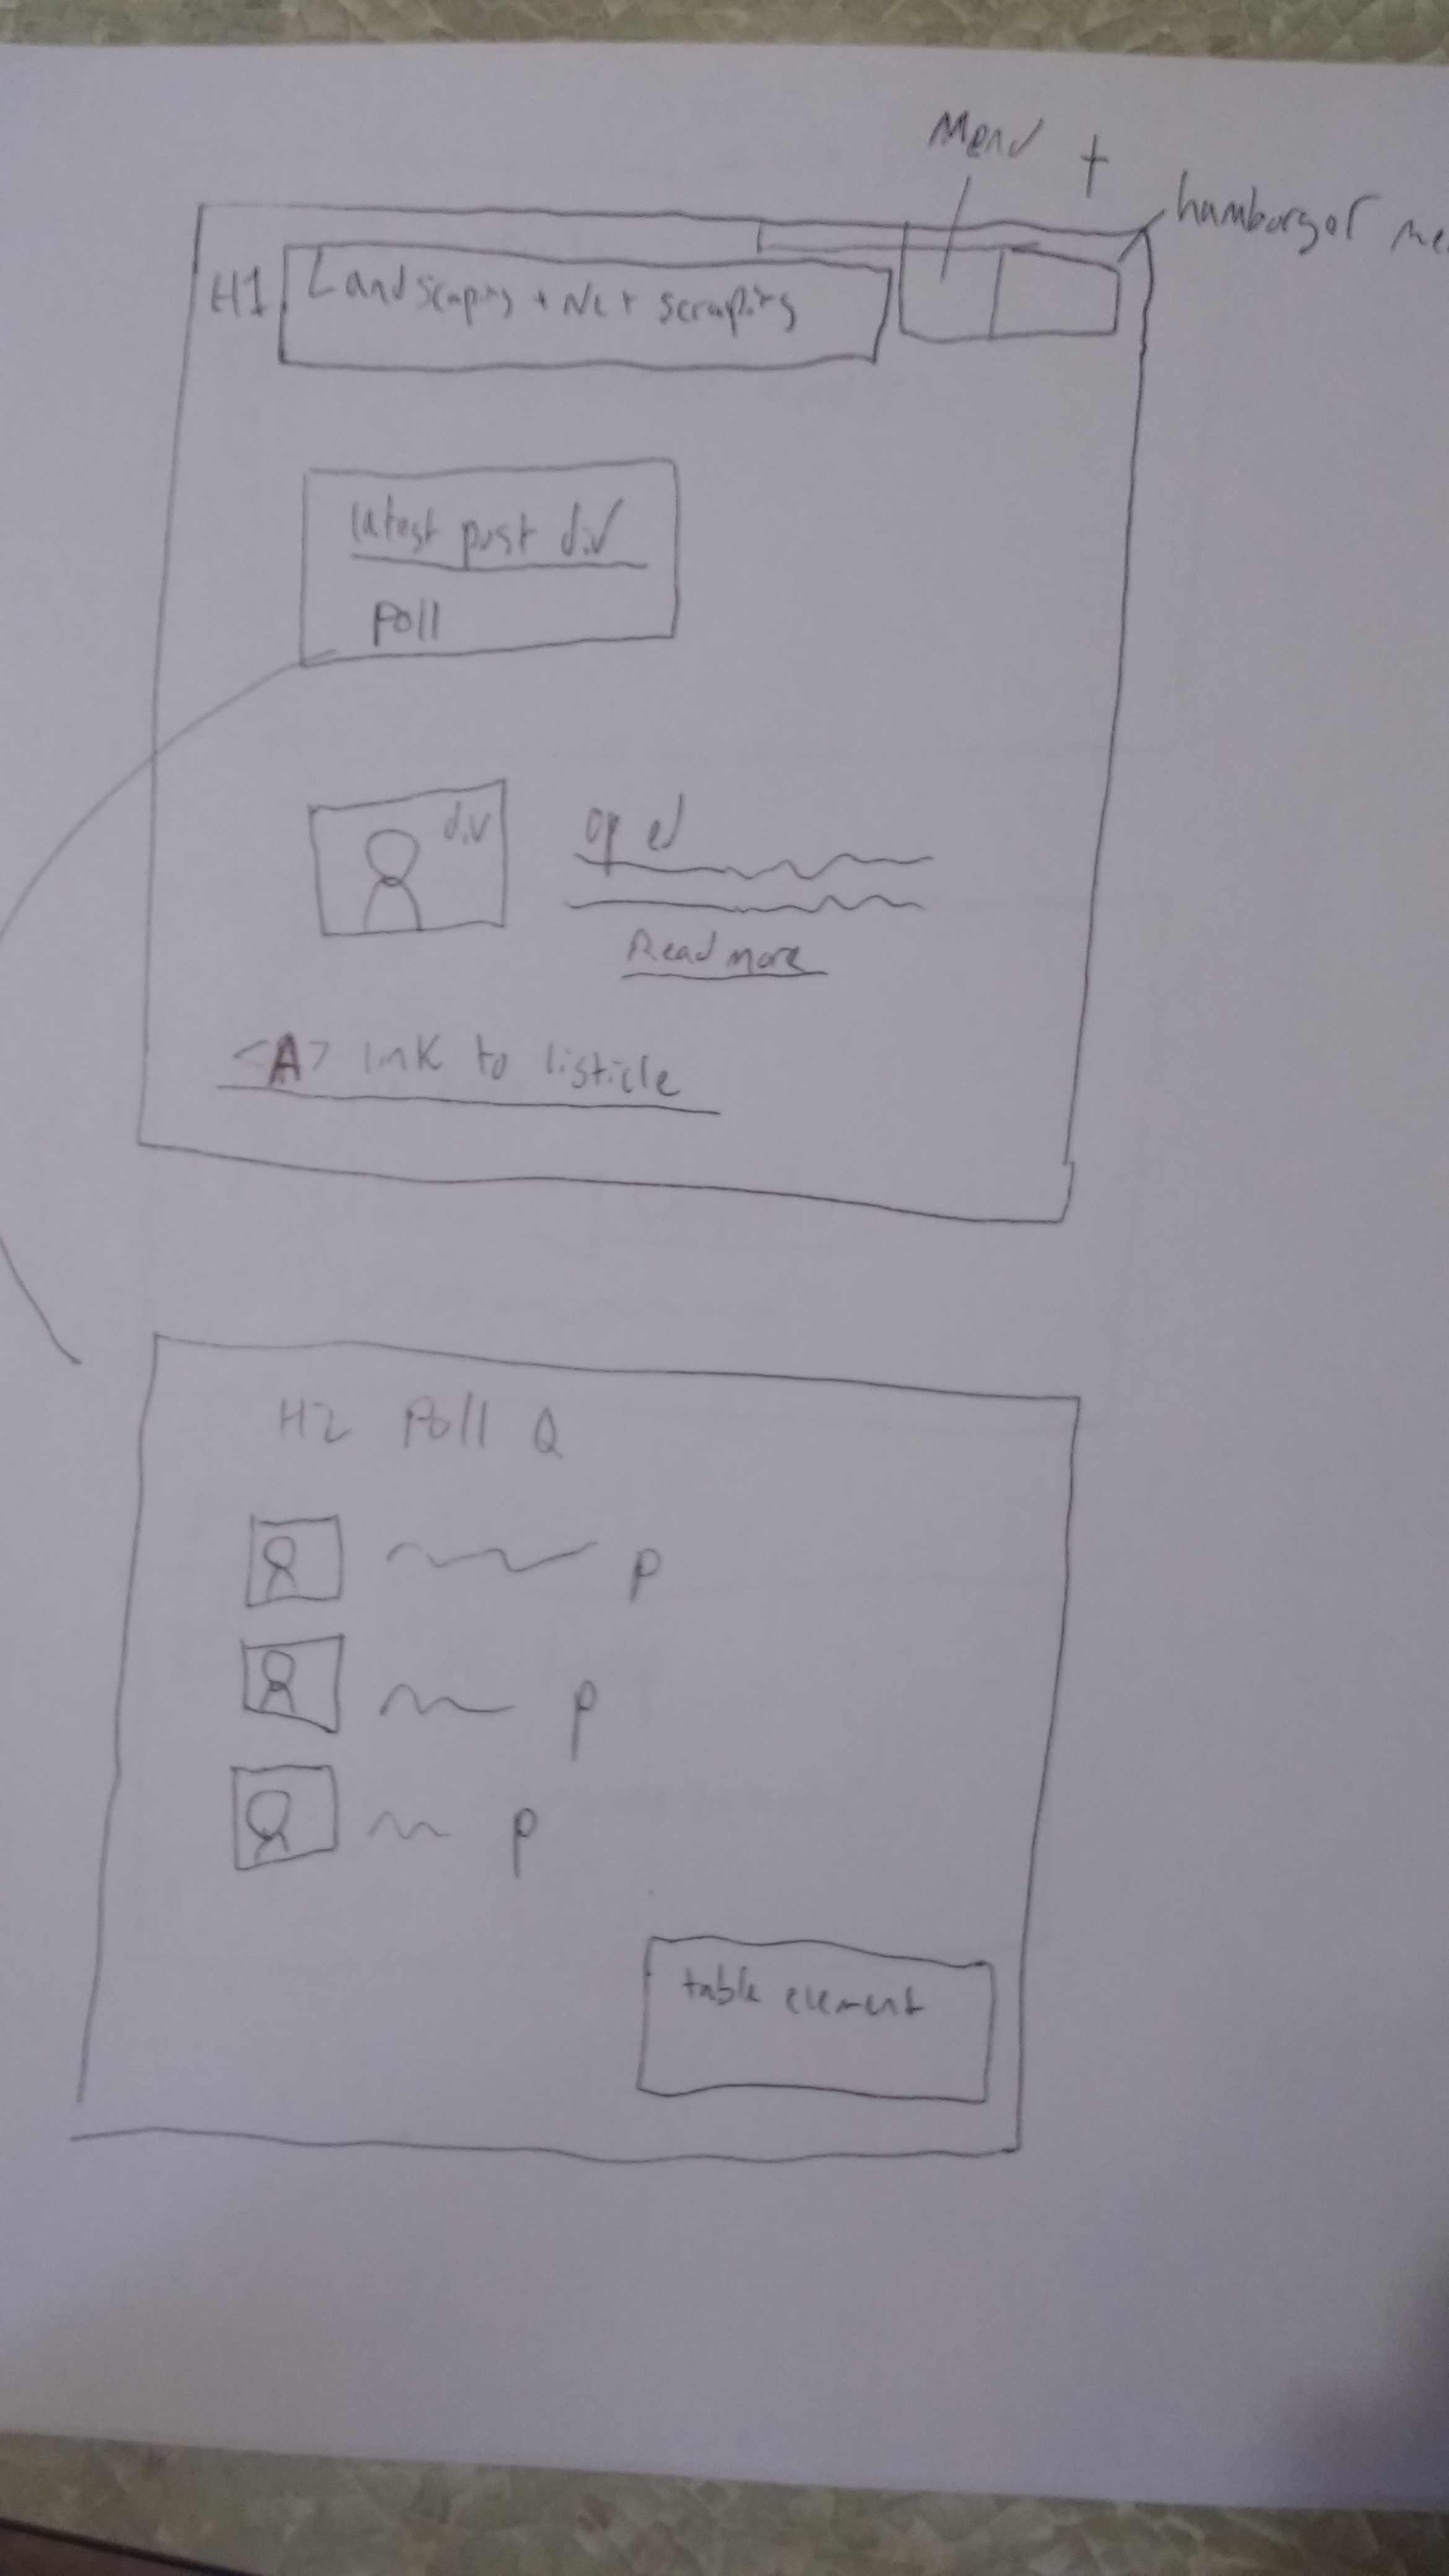 Menu +
hamburger me
H1 Landscaping + Net scraping
latest post div
Poll
div
op ed
Read more
<A> link to listicle
H2 Poll Q
p
p
p
table element